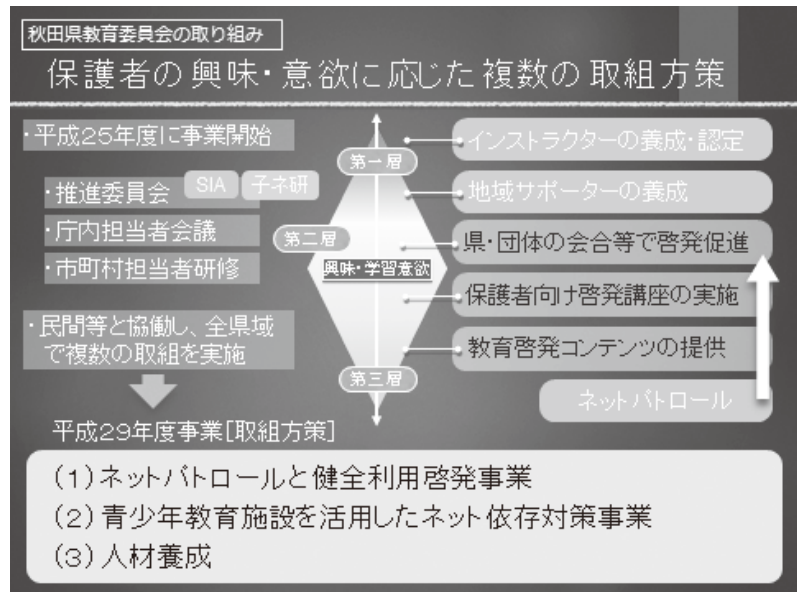 秋田県教育委員会の取り組み
保護者の興味・意欲に応じた複数の取組方策
・平成25年度に事業開始
・推進委員会
SIA
子ネ研
・庁内担当者会議
・市町村担当者研修
・民間等と協働し、全県域
で複数の取組を実施
平成29年度事業[取組方策]
第一層
第二層
興味・学習意欲
第三層
インストラクターの養成・認定
地域サポーターの養成
県・団体の会合等で啓発促進
保護者向け啓発講座の実施
教育啓発コンテンツの提供
ネットパトロール
(1)ネットパトロールと健全利用啓発事業
(2)青少年教育施設を活用したネット依存対策事業
(3)人材養成